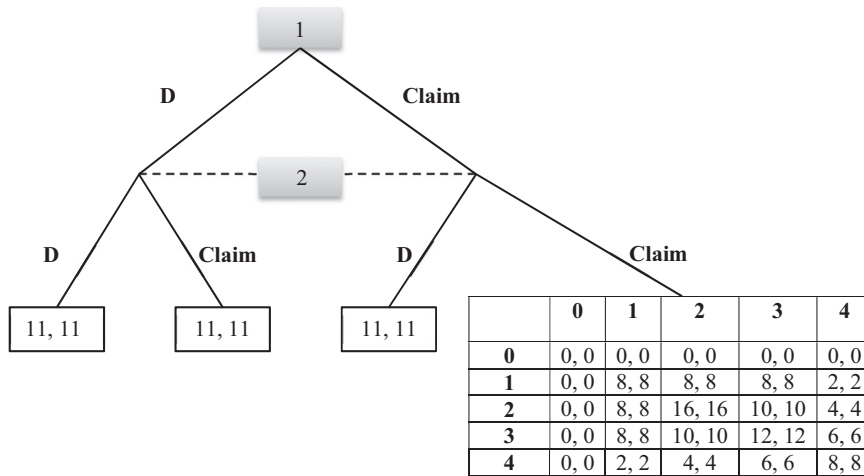 1
D Claim
2
D Claim D Claim
11, 11 11, 11 11, 11
0 1 2 3 4
0 0, 0 0, 0 0, 0 0, 0 0, 0
1 0, 0 8, 8 8, 8 8, 8 2, 2
2 0, 0 8, 8 16, 16 10, 10 4, 4
3 0, 0 8, 8 10, 10 12, 12 6, 6
4 0, 0 2, 2 4, 4 6, 6 8, 8